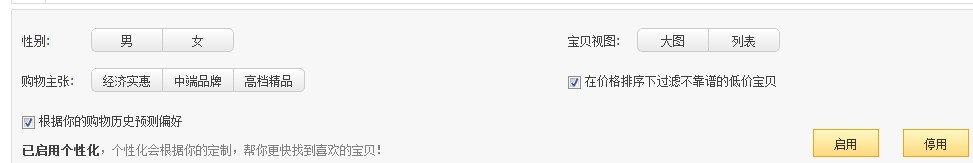 性别： 男 女 宝贝视图： 大图 列表
购物主张： 经济实惠 中端品牌 高档精品 在价格排序下过滤不靠谱的低价宝贝
根据你的购物历史预测偏好
已启用个性化，个性化会根据你的定制，帮你更快找到喜欢的宝贝！ 启用 停用